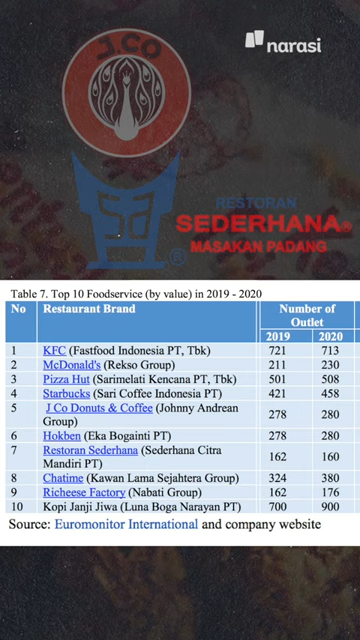 narasi
J.CO
RESTORAN
SEDERHANA®
MASAKAN PADANG
®
Table 7. Top 10 Foodservice (by value) in 2019 - 2020
No Restaurant Brand Number of Outlet
2019 2020
1 KFC (Fastfood Indonesia PT, Tbk) 721 713
2 McDonald's (Rekso Group) 211 230
3 Pizza Hut (Sarimelati Kencana PT, Tbk) 501 508
4 Starbucks (Sari Coffee Indonesia PT) 421 458
5 J Co Donuts & Coffee (Johnny Andrean Group) 278 280
6 Hokben (Eka Bogainti PT) 278 280
7 Restoran Sederhana (Sederhana Citra Mandiri PT) 162 160
8 Chatime (Kawan Lama Sejahtera Group) 324 380
9 Richeese Factory (Nabati Group) 162 176
10 Kopi Janji Jiwa (Luna Boga Narayan PT) 700 900
Source: Euromonitor International and company website